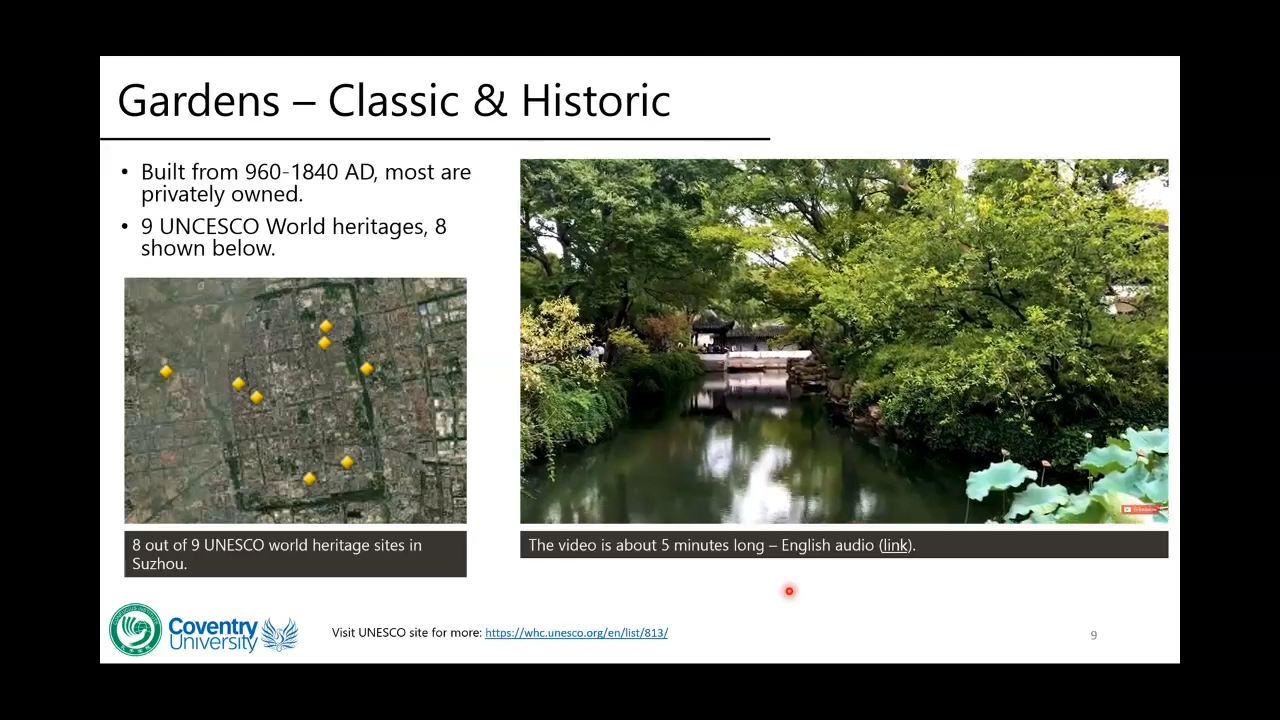 Gardens – Classic & Historic
• Built from 960-1840 AD, most are
privately owned.
• 9 UNCESCO World heritages, 8
shown below.
8 out of 9 UNESCO world heritage sites in
Suzhou.
The video is about 5 minutes long – English audio (link).
Coventry
University
Visit UNESCO site for more: https://whc.unesco.org/en/list/813/
9